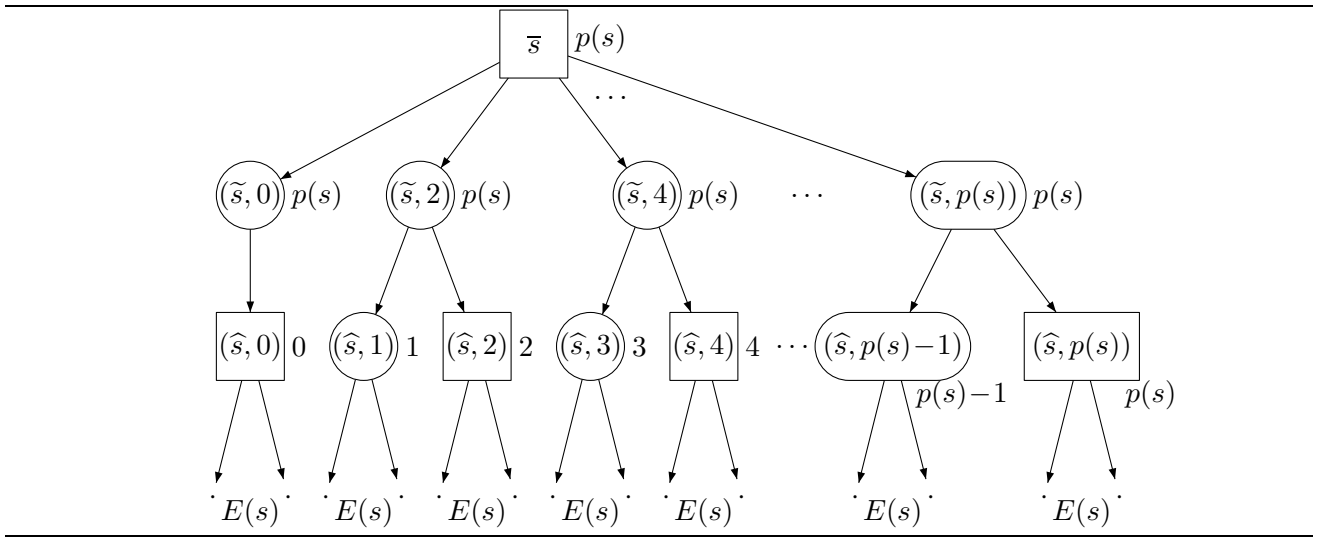 s̅ p(s)
⋯
(s̃, 0) p(s) (s̃, 2) p(s) (s̃, 4) p(s) ⋯ (s̃, p(s)) p(s)
(ŝ, 0) 0 (ŝ, 1) 1 (ŝ, 2) 2 (ŝ, 3) 3 (ŝ, 4) 4 ⋯ (ŝ, p(s)−1) (ŝ, p(s))
p(s)−1 p(s)
E(s) E(s) E(s) E(s) E(s) E(s) E(s)